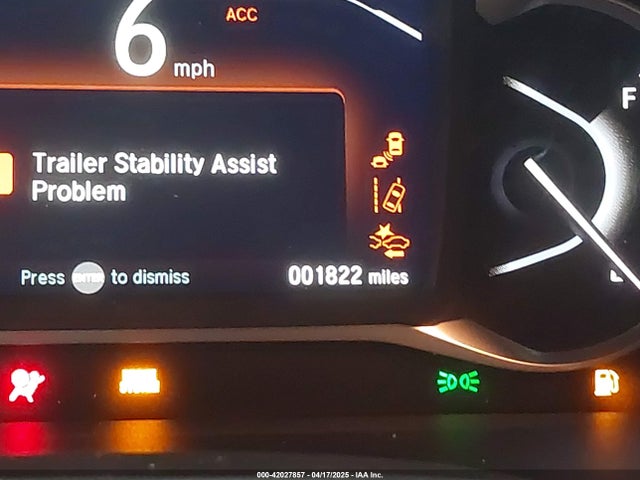 ACC
6 mph
F
Trailer Stability Assist
Problem
Press ENTER to dismiss
001822 miles
000-42027857 - 04/17/2025 - IAA Inc.